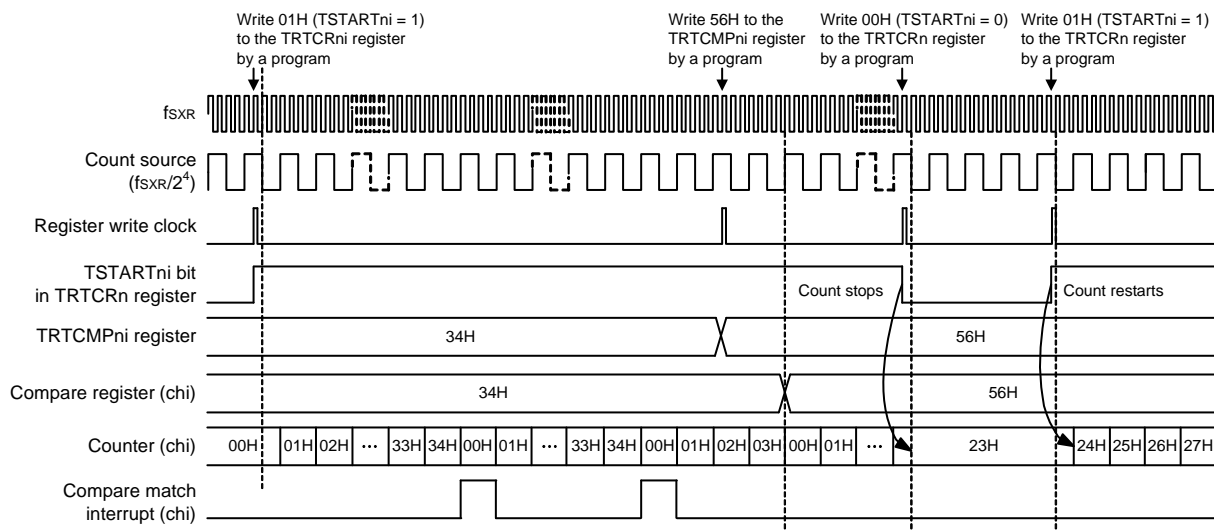 Write 01H (TSTARTni = 1)
to the TRTCRni register
by a program
Write 56H to the
TRTCMPni register
by a program
Write 00H (TSTARTni = 0)
to the TRTCRn register
by a program
Write 01H (TSTARTni = 1)
to the TRTCRn register
by a program
fSXR
Count source
(fSXR/2⁴)
Register write clock
TSTARTni bit
in TRTCRn register
Count stops
Count restarts
TRTCMPni register
34H
56H
Compare register (chi)
34H
56H
Counter (chi)
00H 01H 02H ... 33H 34H 00H 01H ... 33H 34H 00H 01H 02H 03H 00H 01H ... 23H 24H 25H 26H 27H
Compare match
interrupt (chi)